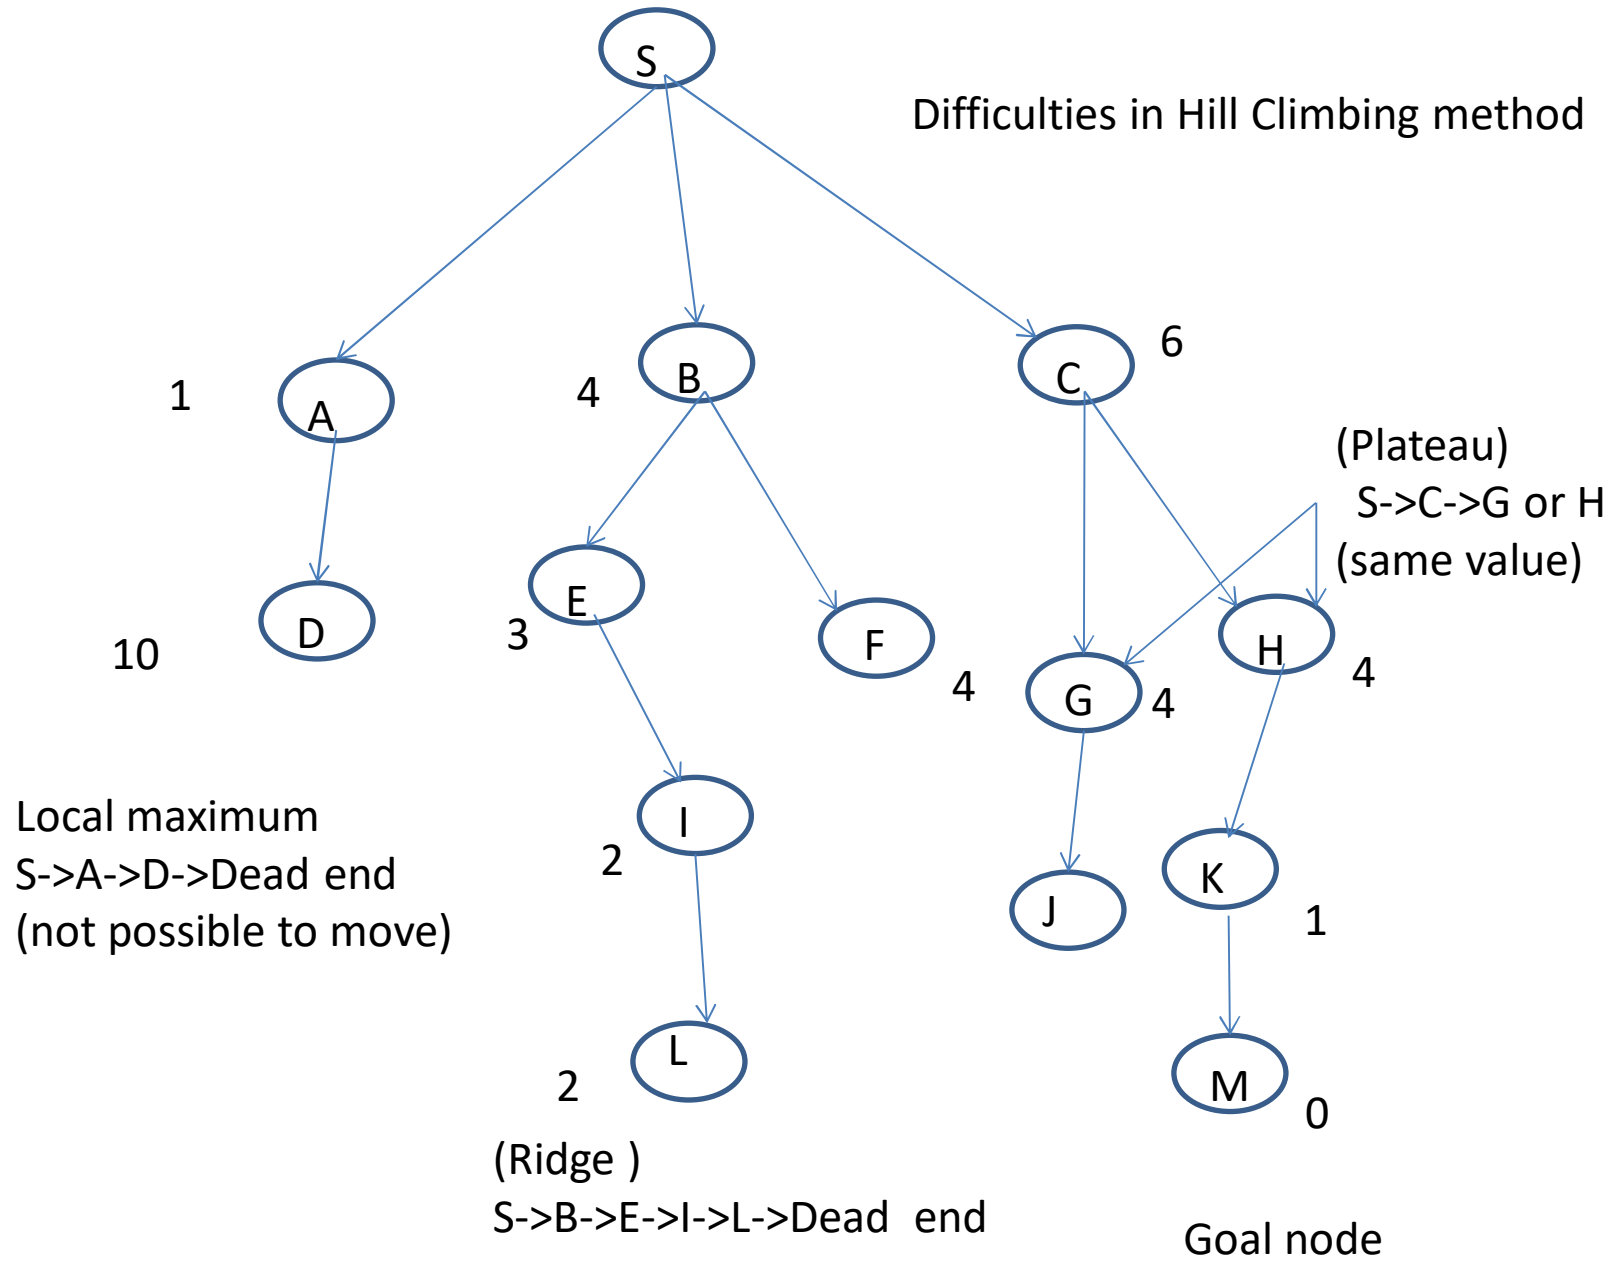 S
Difficulties in Hill Climbing method
6
B
C
1
4
A
(Plateau)
S->C->G or H
(same value)
E
D
3
F
H
10
4
G
4
4
Local maximum
I
S->A->D->Dead end
2
K
(not possible to move)
J
1
L
2
M
0
(Ridge )
S->B->E->I->L->Dead end
Goal node